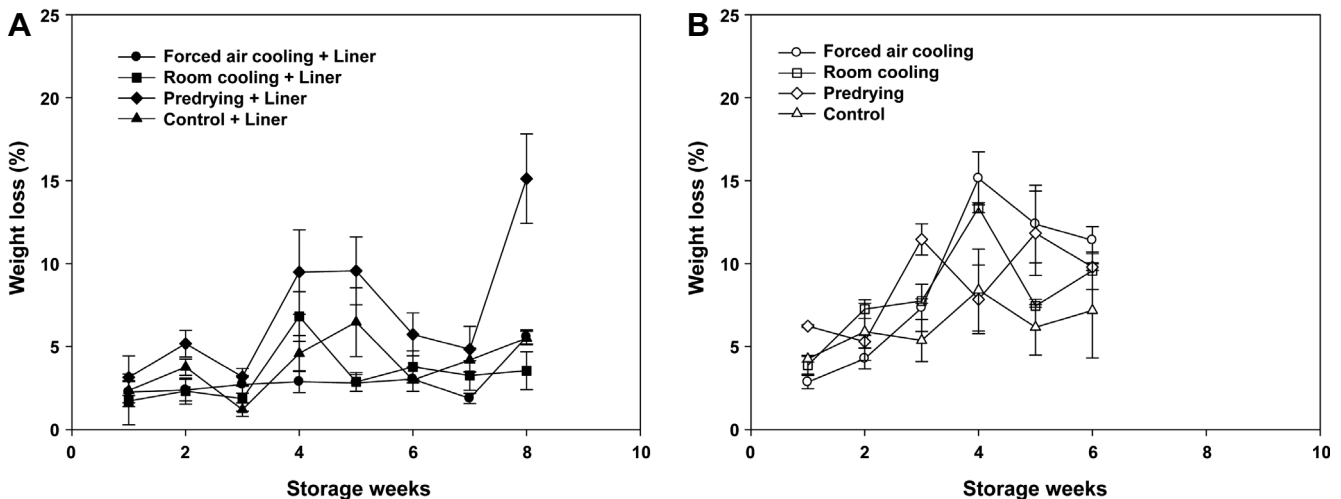 A
25
20
15
10
5
0
Weight loss (%)
Forced air cooling + Liner
Room cooling + Liner
Predrying + Liner
Control + Liner
0 2 4 6 8 10
Storage weeks
B
25
20
15
10
5
0
Weight loss (%)
Forced air cooling
Room cooling
Predrying
Control
0 2 4 6 8 10
Storage weeks